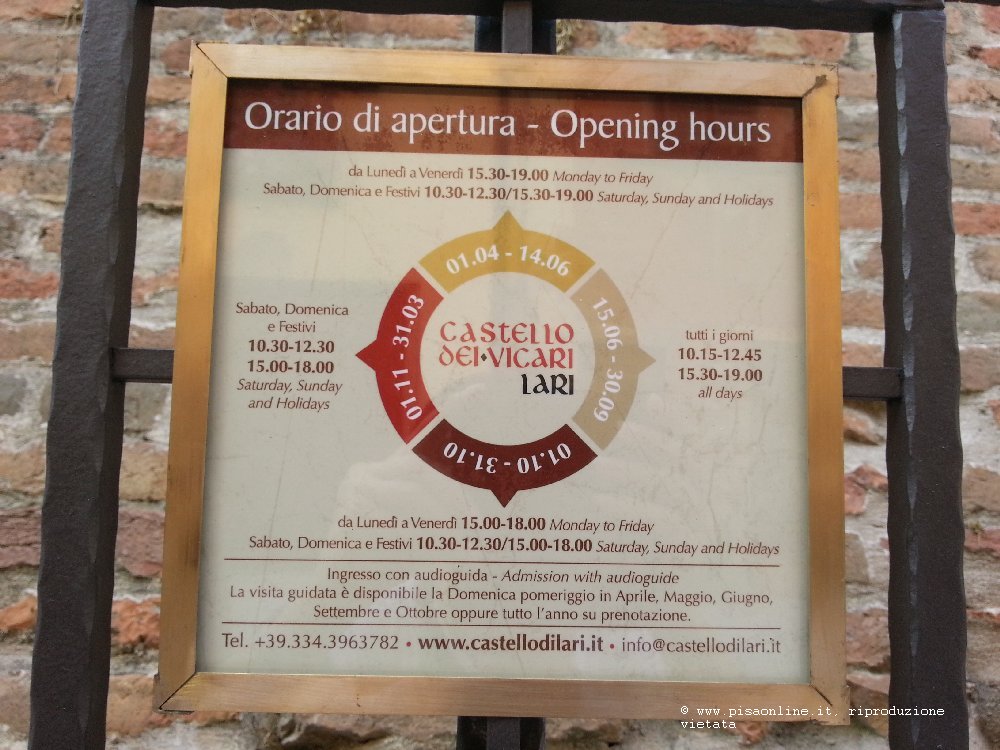 Orario di apertura - Opening hours
da Lunedì a Venerdì 15.30-19.00 Monday to Friday
Sabato, Domenica e Festivi 10.30-12.30/15.30-19.00 Saturday, Sunday and Holidays
01.04 - 14.06
Sabato, Domenica
e Festivi
10.30-12.30
15.00-18.00
Saturday, Sunday
and Holidays
01.11 - 31.03
CASTELLO
DEI·VICARI
LARI
15.06 - 30.09
tutti i giorni
10.15-12.45
15.30-19.00
all days
01.10 - 31.10
da Lunedì a Venerdì 15.00-18.00 Monday to Friday
Sabato, Domenica e Festivi 10.30-12.30/15.00-18.00 Saturday, Sunday and Holidays
Ingresso con audioguida - Admission with audioguide
La visita guidata è disponibile la Domenica pomeriggio in Aprile, Maggio, Giugno,
Settembre e Ottobre oppure tutto l'anno su prenotazione.
Tel. +39.334.3963782 • www.castellodilari.it • info@castellodilari.it
© www.pisaonline.it, riproduzione
vietata